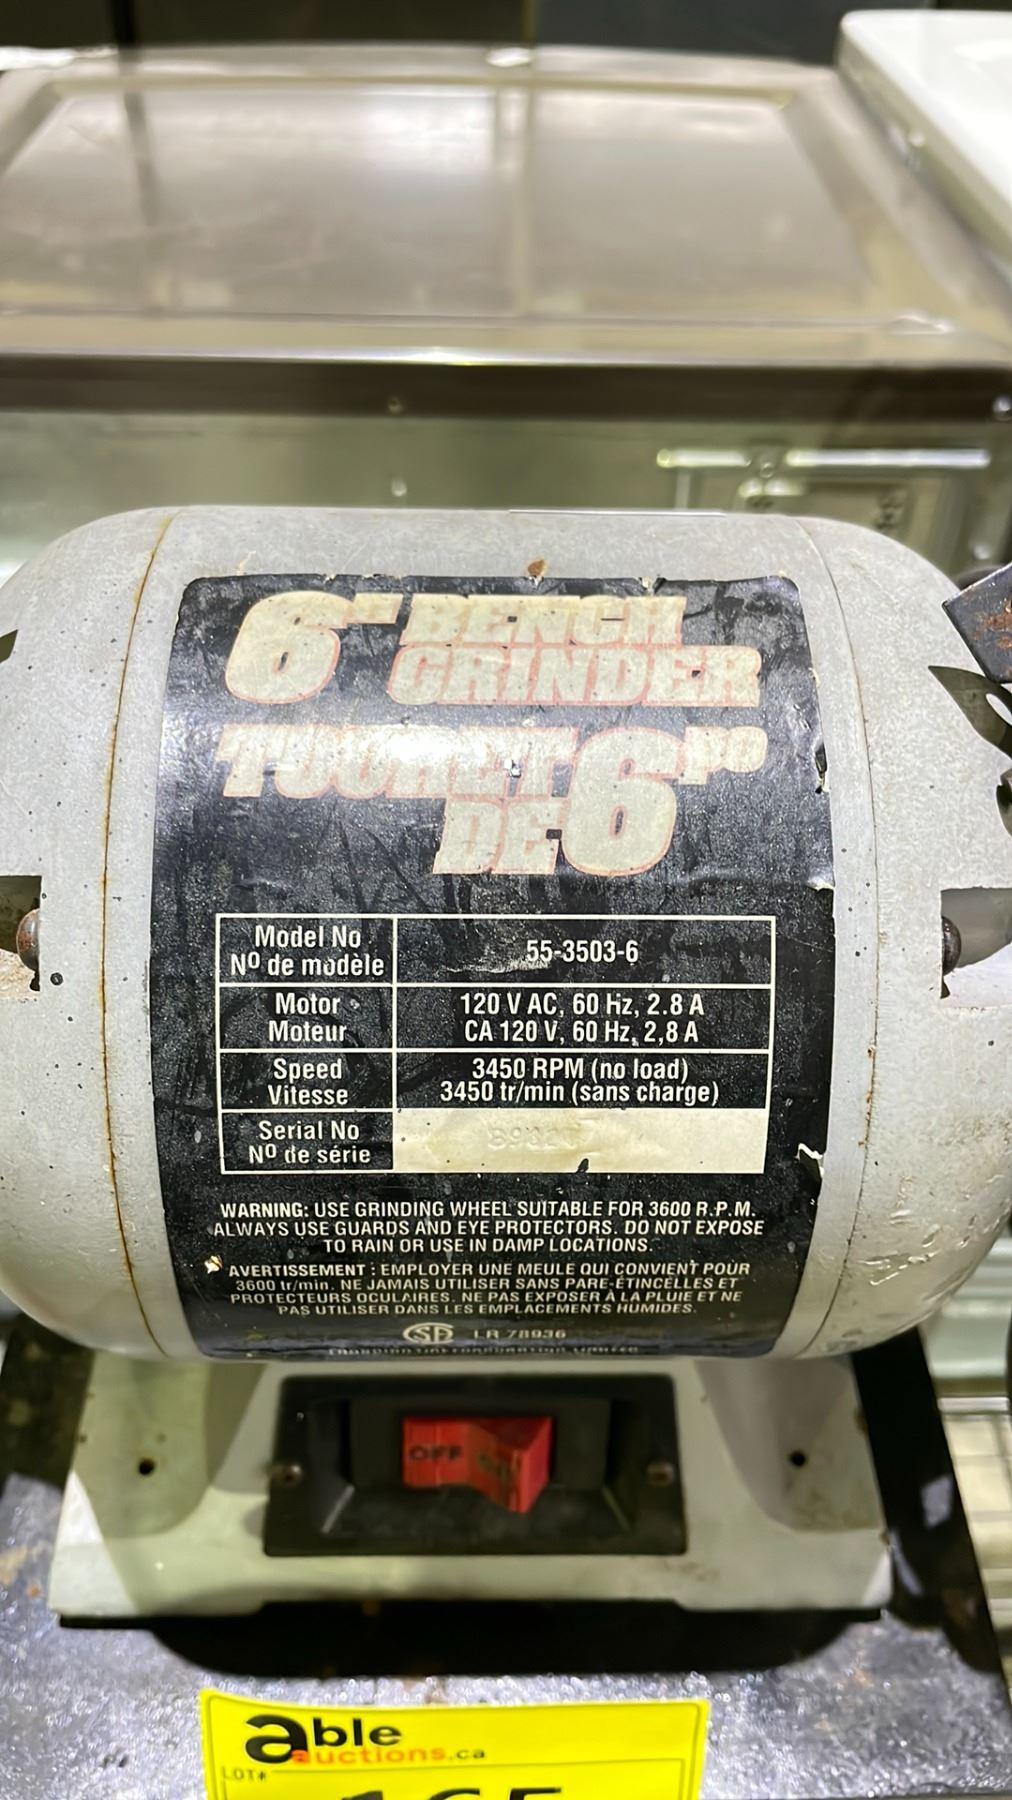 6" BENCH
GRINDER
TOURET
DE 6 PO
Model No
Nº de modèle
55-3503-6
Motor
Moteur
120 V AC, 60 Hz, 2.8 A
CA 120 V, 60 Hz, 2,8 A
Speed
Vitesse
3450 RPM (no load)
3450 tr/min (sans charge)
Serial No
Nº de série
WARNING: USE GRINDING WHEEL SUITABLE FOR 3600 R.P.M.
ALWAYS USE GUARDS AND EYE PROTECTORS. DO NOT EXPOSE
TO RAIN OR USE IN DAMP LOCATIONS.
AVERTISSEMENT : EMPLOYER UNE MEULE QUI CONVIENT POUR
3600 tr/min. NE JAMAIS UTILISER SANS PARE-ÉTINCELLES ET
PROTECTEURS OCULAIRES. NE PAS EXPOSER À LA PLUIE ET NE
PAS UTILISER DANS LES EMPLACEMENTS HUMIDES.
SA LR 78936
OFF
able
auctions.ca
LOT#
165